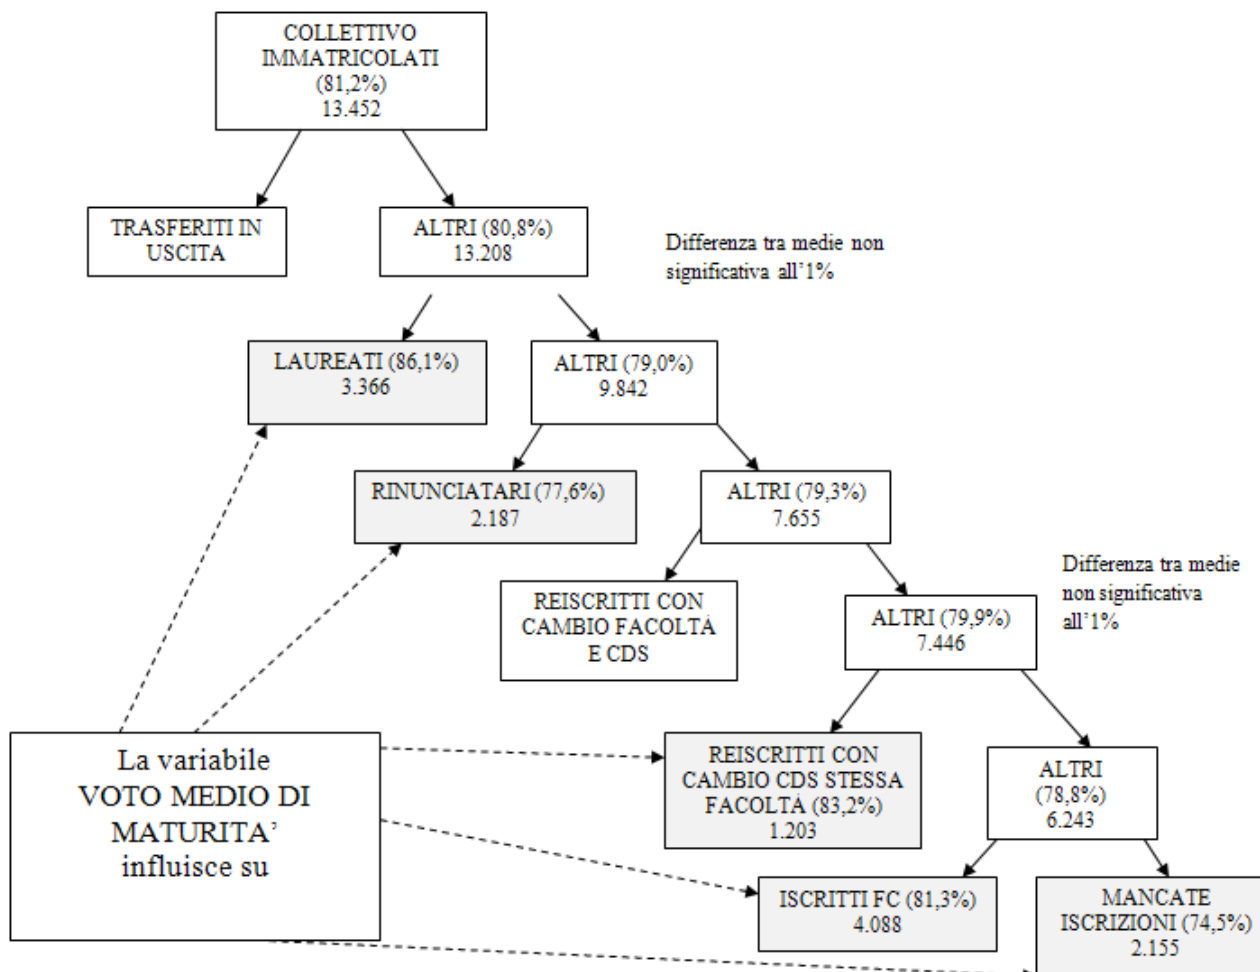 COLLETTIVO
IMMATRICOLATI
(81,2%)
13.452
TRASFERITI IN
USCITA
ALTRI (80,8%)
13.208
Differenza tra medie non
significativa all’1%
LAUREATI (86,1%)
3.366
ALTRI (79,0%)
9.842
RINUNCIATARI (77,6%)
2.187
ALTRI (79,3%)
7.655
Differenza tra medie
non significativa
all’1%
REISCRITTI CON
CAMBIO FACOLTÀ
E CDS
ALTRI (79,9%)
7.446
La variabile
VOTO MEDIO DI
MATURITA’
influisce su
REISCRITTI CON
CAMBIO CDS STESSA
FACOLTÀ (83,2%)
1.203
ALTRI
(78,8%)
6.243
ISCRITTI FC (81,3%)
4.088
MANCATE
ISCRIZIONI (74,5%)
2.155